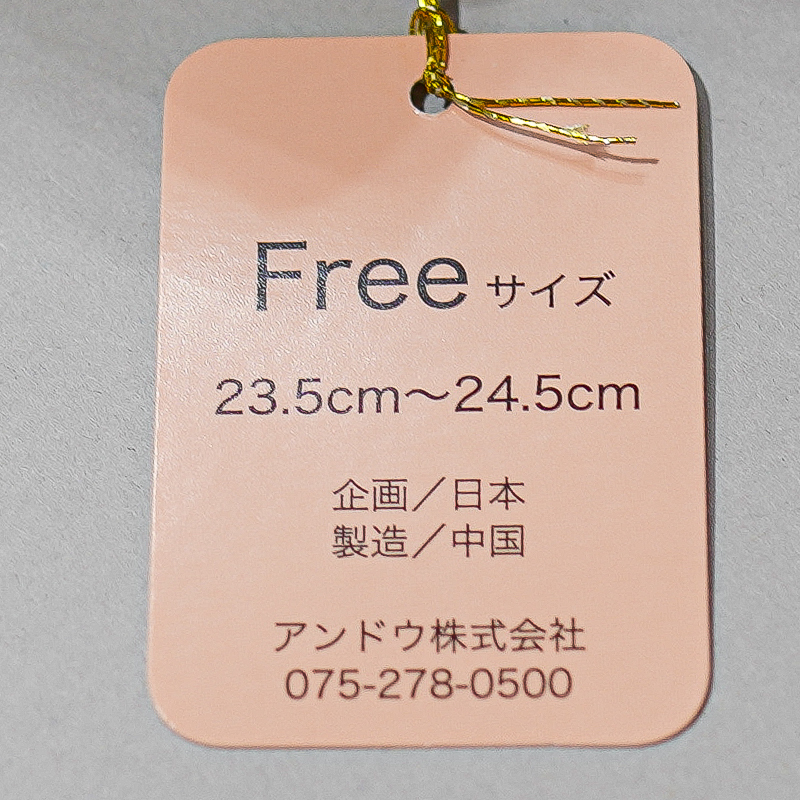 Free サイズ
23.5cm～24.5cm
企画／日本
製造／中国
アンドウ株式会社
075-278-0500